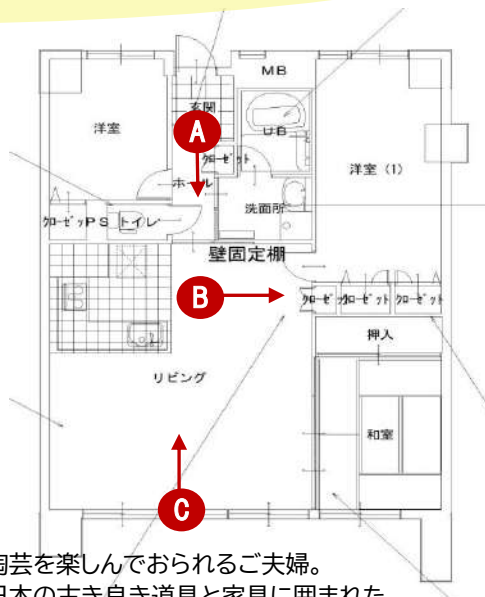 MB
玄関
洋室
A
UB
クローゼット
洋室 (1)
ホール
洗面所
クローゼット
PS
トイレ
壁固定棚
B
クローゼット
クローゼット
クローゼット
押入
リビング
和室
C
陶芸を楽しんでおられるご夫婦。
日本の古き良き道具と家具に囲まれた